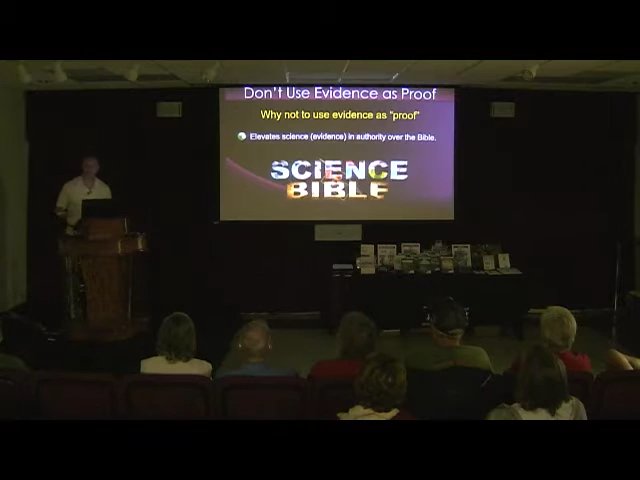 Don't Use Evidence as Proof
Why not to use evidence as "proof"
Elevates science (evidence) in authority over the Bible.
SCIENCE
BIBLE